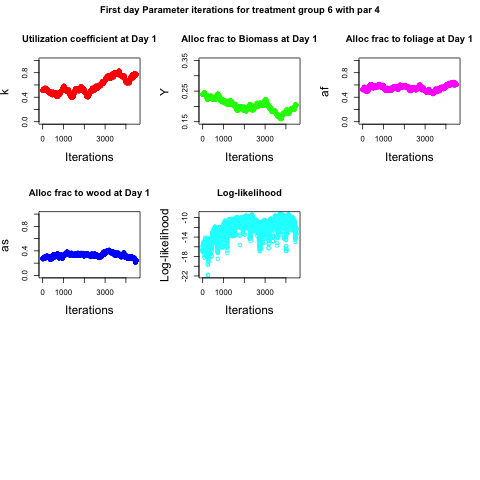 First day Parameter iterations for treatment group 6 with par 4
Utilization coefficient at Day 1
k
0.0 0.4 0.8
0 1000 3000
Iterations
Alloc frac to Biomass at Day 1
Y
0.15 0.25 0.35
0 1000 3000
Iterations
Alloc frac to foliage at Day 1
af
0.0 0.4 0.8
0 1000 3000
Iterations
Alloc frac to wood at Day 1
as
0.0 0.4 0.8
0 1000 3000
Iterations
Log-likelihood
Log-likelihood
-22 -18 -14 -10
0 1000 3000
Iterations